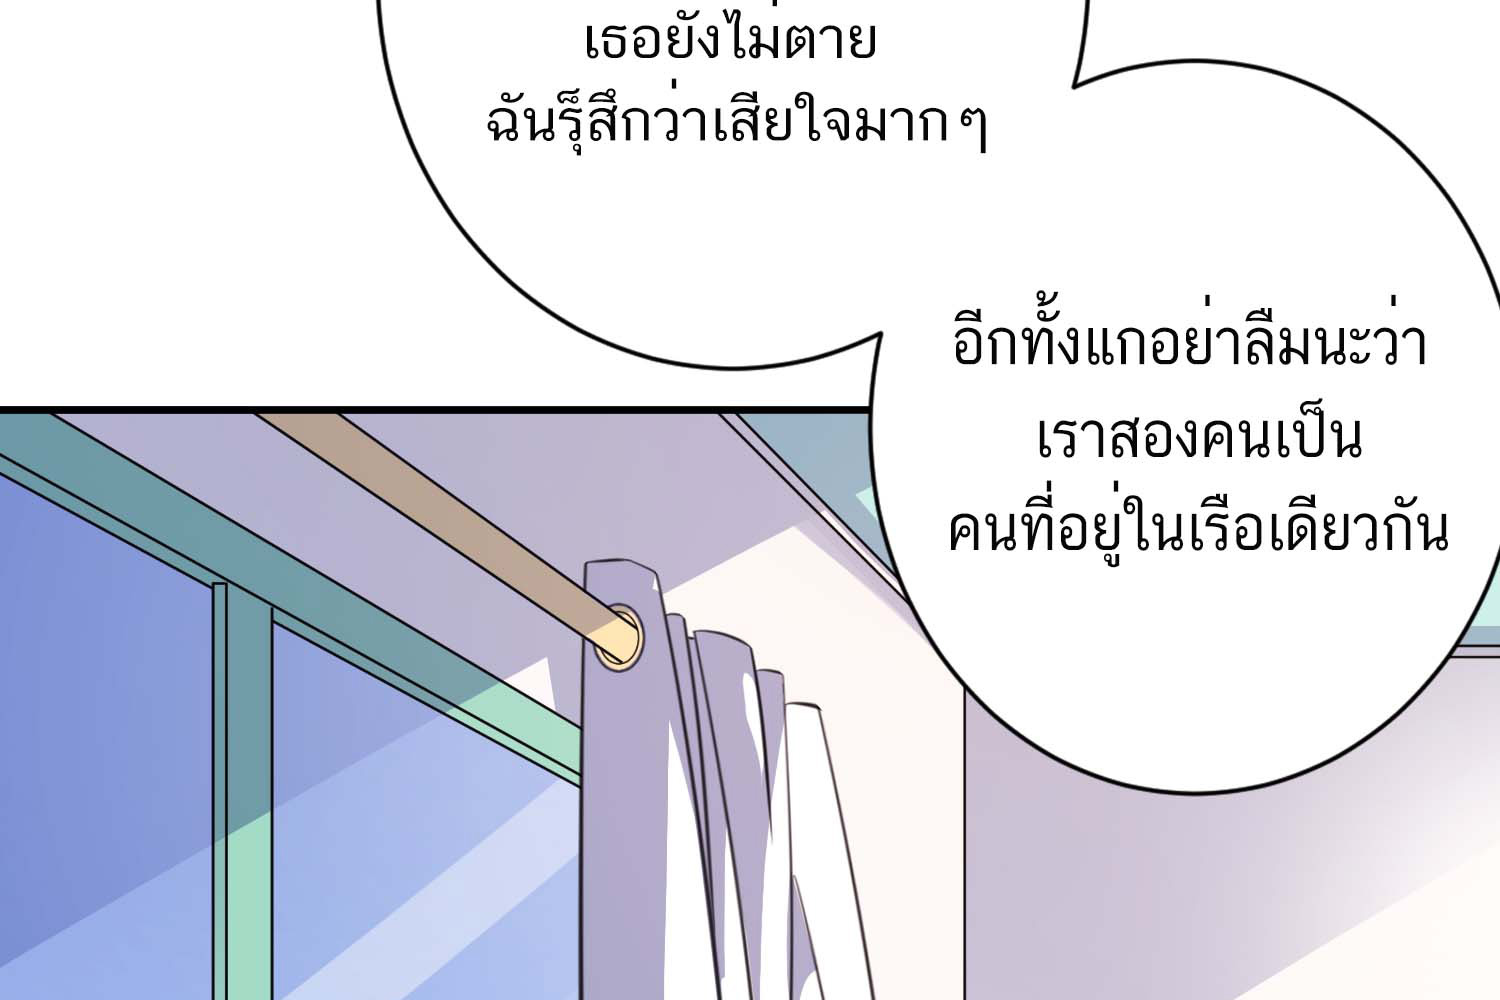 เธอยังไม่ตาย
ฉันรุ็สึกว่าเสียใจมาก ๆ
อีกทั้งแกอย่าลืมนะว่า
เราสองคนเป็น
คนที่อยู่ในเรือเดียวกัน